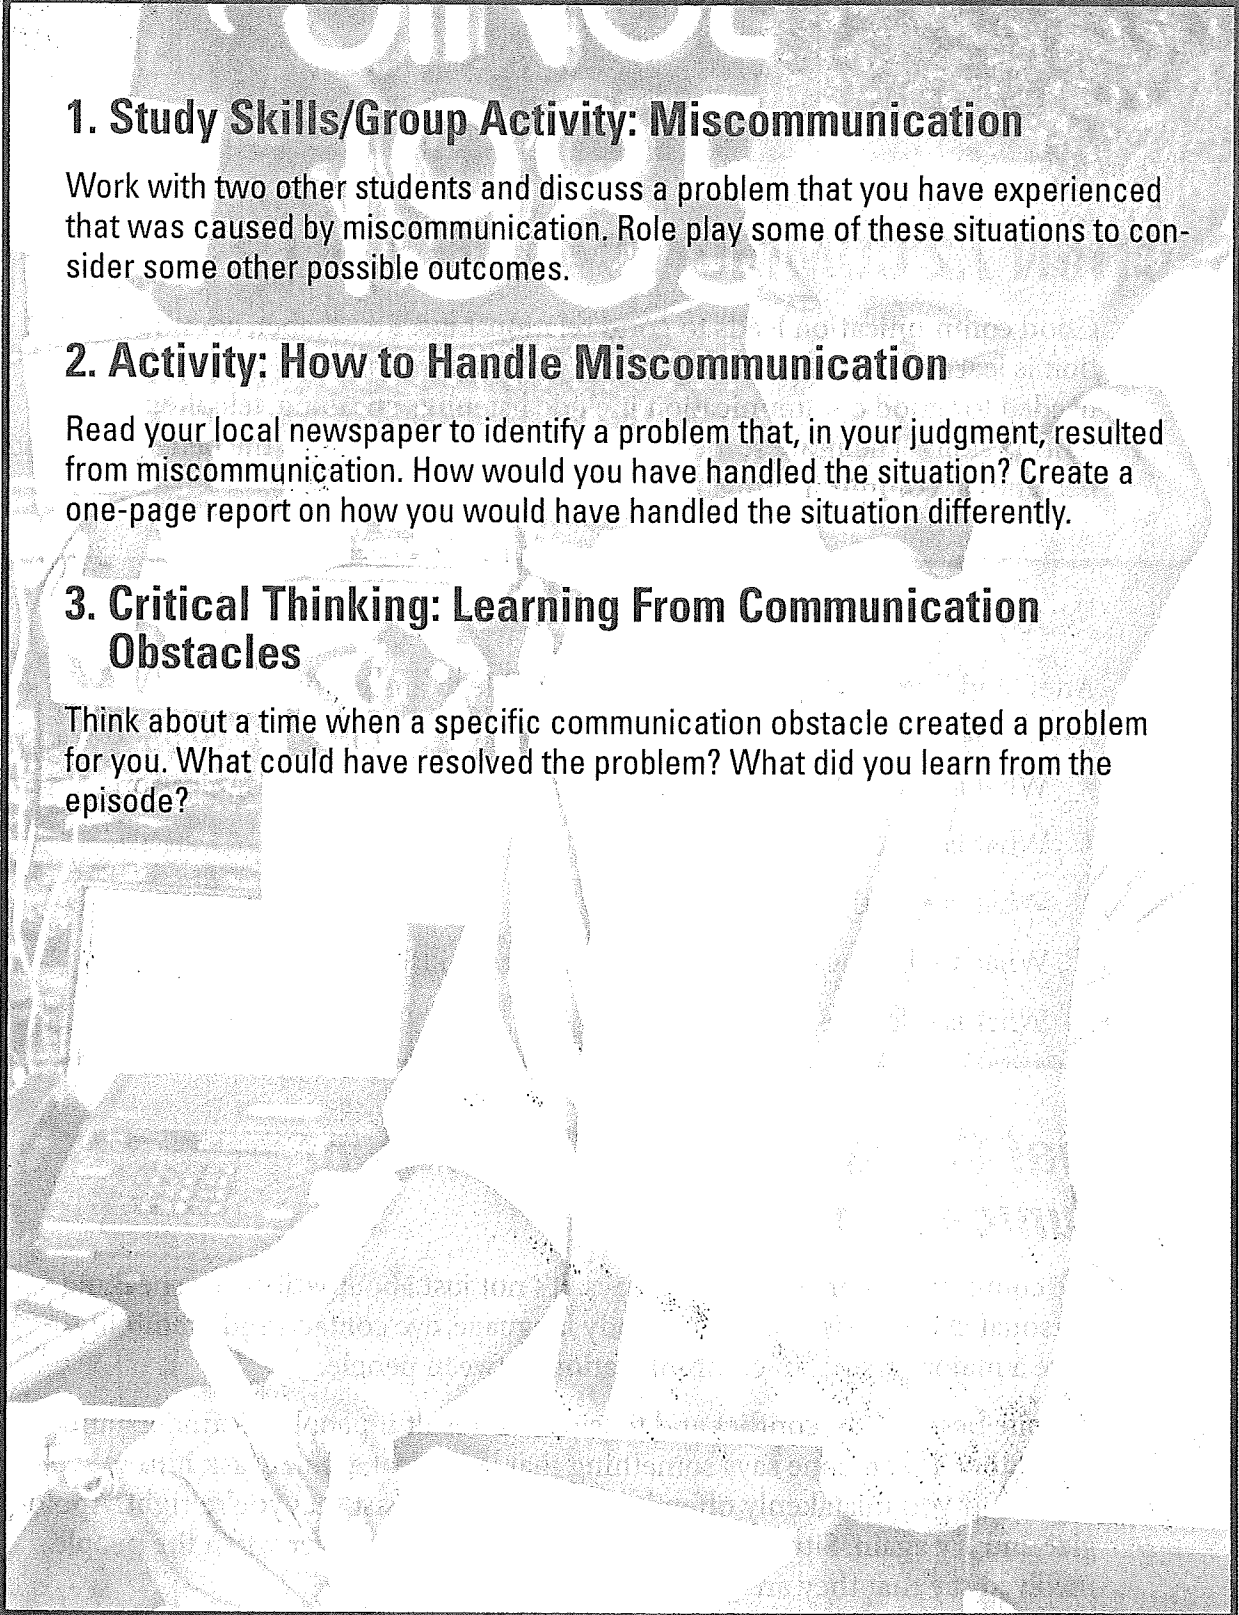 1. Study Skills/Group Activity: Miscommunication
Work with two other students and discuss a problem that you have experienced
that was caused by miscommunication. Role play some of these situations to con-
sider some other possible outcomes.
2. Activity: How to Handle Miscommunication
Read your local newspaper to identify a problem that, in your judgment, resulted
from miscommunication. How would you have handled the situation? Create a
one-page report on how you would have handled the situation differently.
3. Critical Thinking: Learning From Communication
Obstacles
Think about a time when a specific communication obstacle created a problem
for you. What could have resolved the problem? What did you learn from the
episode?